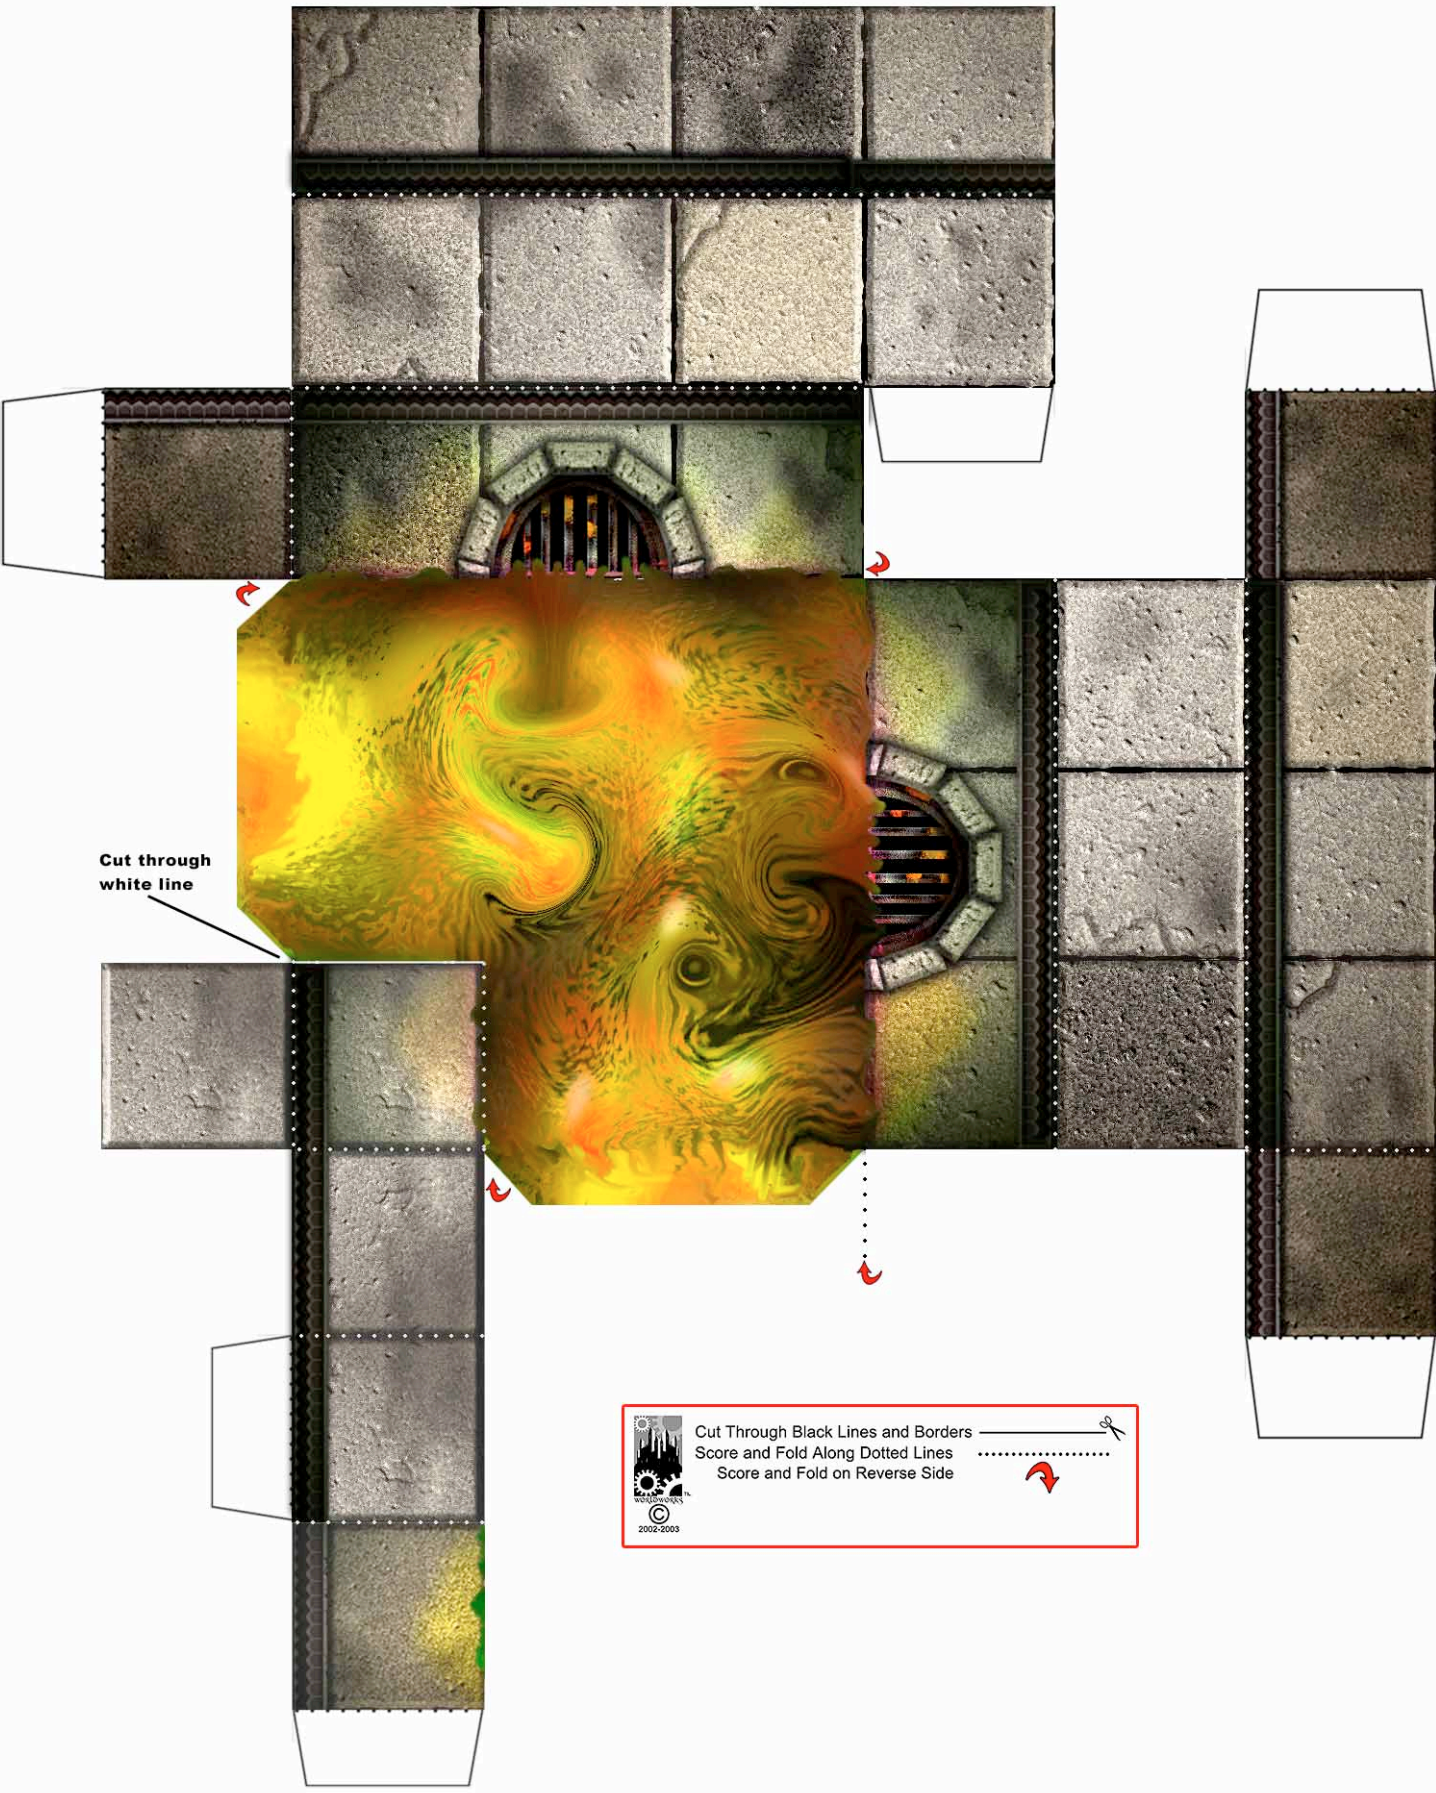 Cut through
white line
Cut Through Black Lines and Borders
Score and Fold Along Dotted Lines
Score and Fold on Reverse Side
WORLDWORKS ™
©
2002-2003